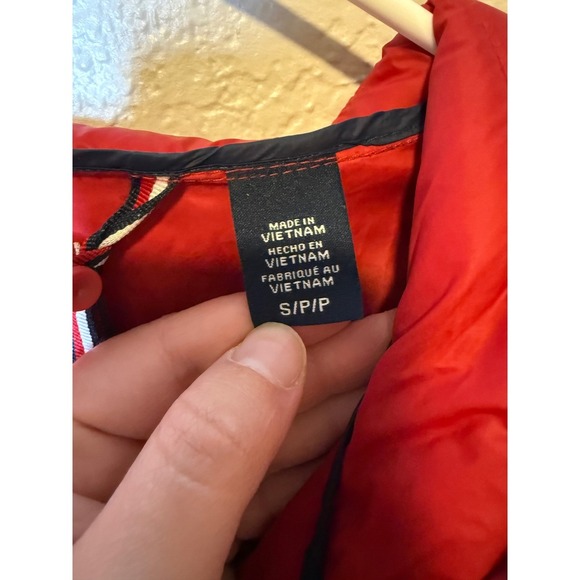 MADE IN
VIETNAM
HECHO EN
VIETNAM
FABRIQUÉ AU
VIETNAM
S/P/P